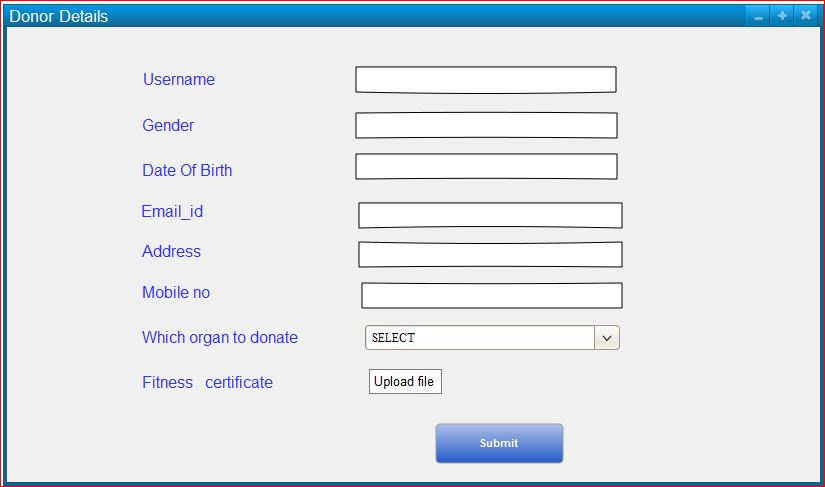 Donor Details
Username
Gender
Date Of Birth
Email_id
Address
Mobile no
Which organ to donate SELECT
Fitness certificate Upload file
Submit